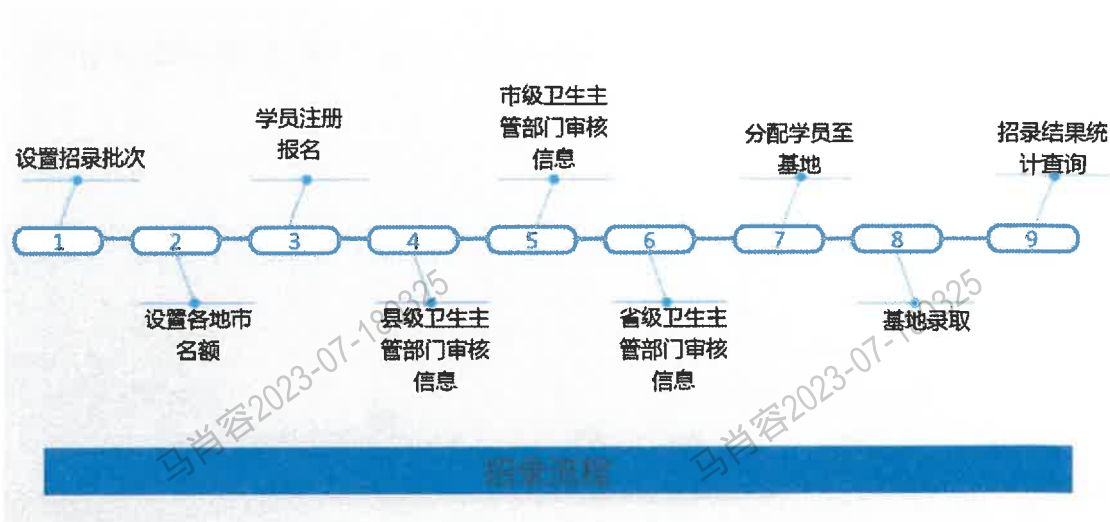 设置招录批次
1
2
设置各地市
名额
学员注册
报名
3
4
县级卫生主
管部门审核
信息
市级卫生主
管部门审核
信息
5
6
省级卫生主
管部门审核
信息
分配学员至
基地
7
8
基地录取
招录结果统
计查询
9
招录流程
马肖容2023-07-180325
马肖容2023-07-180325